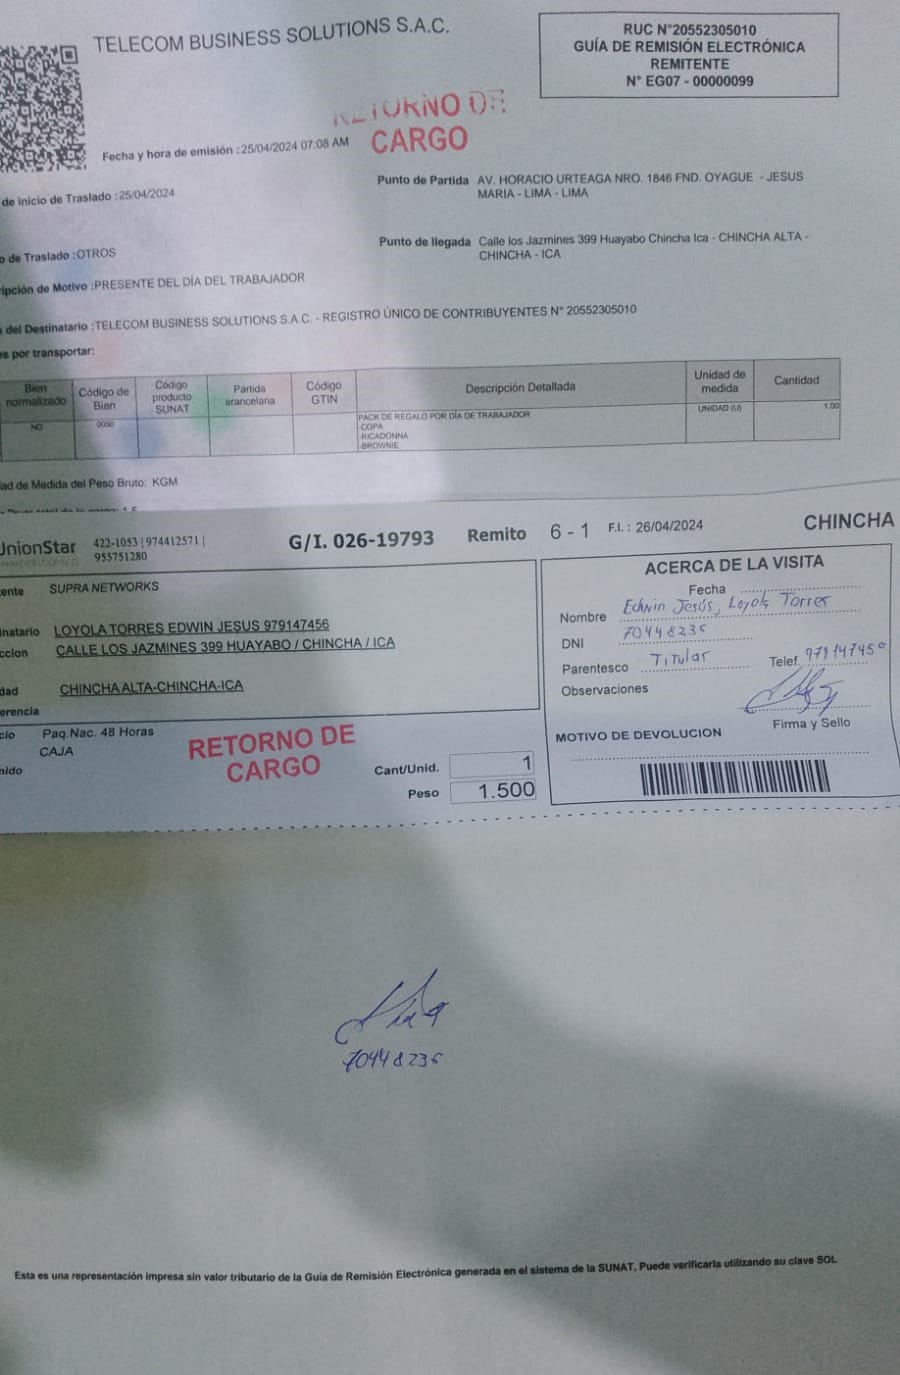 TELECOM BUSINESS SOLUTIONS S.A.C.
RUC N°20552305010
GUÍA DE REMISIÓN ELECTRÓNICA
REMITENTE
N° EG07 - 00000099
RETORNO DE
CARGO
Fecha y hora de emisión :25/04/2024 07:08 AM
de inicio de Traslado :25/04/2024
Punto de Partida AV. HORACIO URTEAGA NRO. 1846 FND. OYAGUE - JESUS
MARIA - LIMA - LIMA
o de Traslado :OTROS
Punto de llegada Calle los Jazmines 399 Huayabo Chincha Ica - CHINCHA ALTA -
CHINCHA - ICA
ipción de Motivo :PRESENTE DEL DÍA DEL TRABAJADOR
del Destinatario :TELECOM BUSINESS SOLUTIONS S.A.C. - REGISTRO ÚNICO DE CONTRIBUYENTES N° 20552305010
es por transportar:
Bien normalizado Código de Bien Código producto SUNAT Partida arancelaria Código GTIN Descripción Detallada Unidad de medida Cantidad
NO 0050 PACK DE REGALO POR DÍA DE TRABAJADOR UNIDAD (U) 1.00
-COPA
-RICADONNA
-BROWNIE
ad de Medida del Peso Bruto: KGM
UnionStar 422-1053 | 974412571 |
955751280
G/I. 026-19793 Remito 6 - 1 F.I. : 26/04/2024 CHINCHA
ente SUPRA NETWORKS
inatario LOYOLA TORRES EDWIN JESUS 979147456
ccion CALLE LOS JAZMINES 399 HUAYABO / CHINCHA / ICA
dad CHINCHA ALTA-CHINCHA-ICA
erencia
cio Paq.Nac. 48 Horas
nido CAJA
RETORNO DE
CARGO
Cant/Unid. 1
Peso 1.500
ACERCA DE LA VISITA
Fecha
Nombre Edwin Jesús, Loyola Torres
DNI 70448236
Parentesco Titular Telef.
Observaciones
Firma y Sello
MOTIVO DE DEVOLUCION
70448236
Esta es una representación impresa sin valor tributario de la Guía de Remisión Electrónica generada en el sistema de la SUNAT. Puede verificarla utilizando su clave SOL